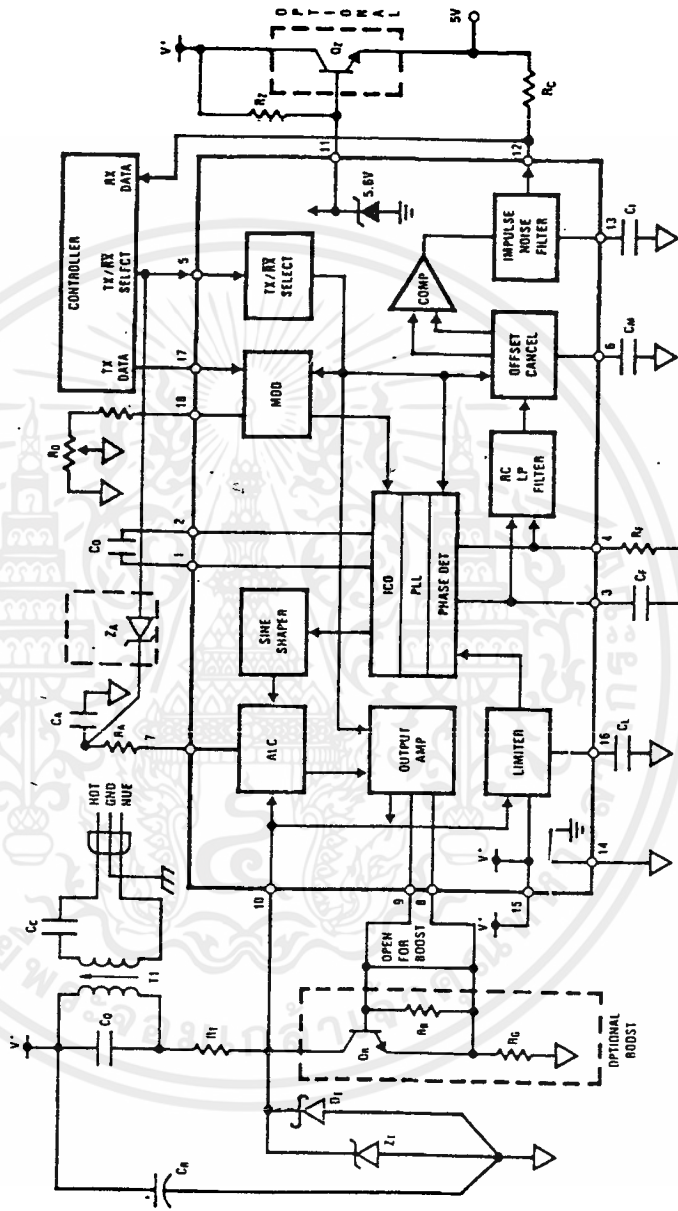 CONTROLLER
TX
DATA
TX/RX
SELECT
RX
DATA
V+
OPTIONAL
QZ
RZ
5V
RC
11
12
5.6V
5
17
18
RO
2
1
CO
ZA
CA
RA
7
HOT
GND
NUE
CC
T1
V+
CQ
RT
CR
TX/RX
SELECT
MOD
SINE
SHAPER
ALC
OUTPUT
AMP
LIMITER
ICO
PLL
PHASE DET
RC
LP
FILTER
OFFSET
CANCEL
COMP
IMPULSE
NOISE
FILTER
10
9
8
OPEN
FOR
BOOST
V+
V+
15
14
16
CL
3
CF
4
RF
6
CM
13
CI
RB
RG
OPTIONAL
BOOST
ZT